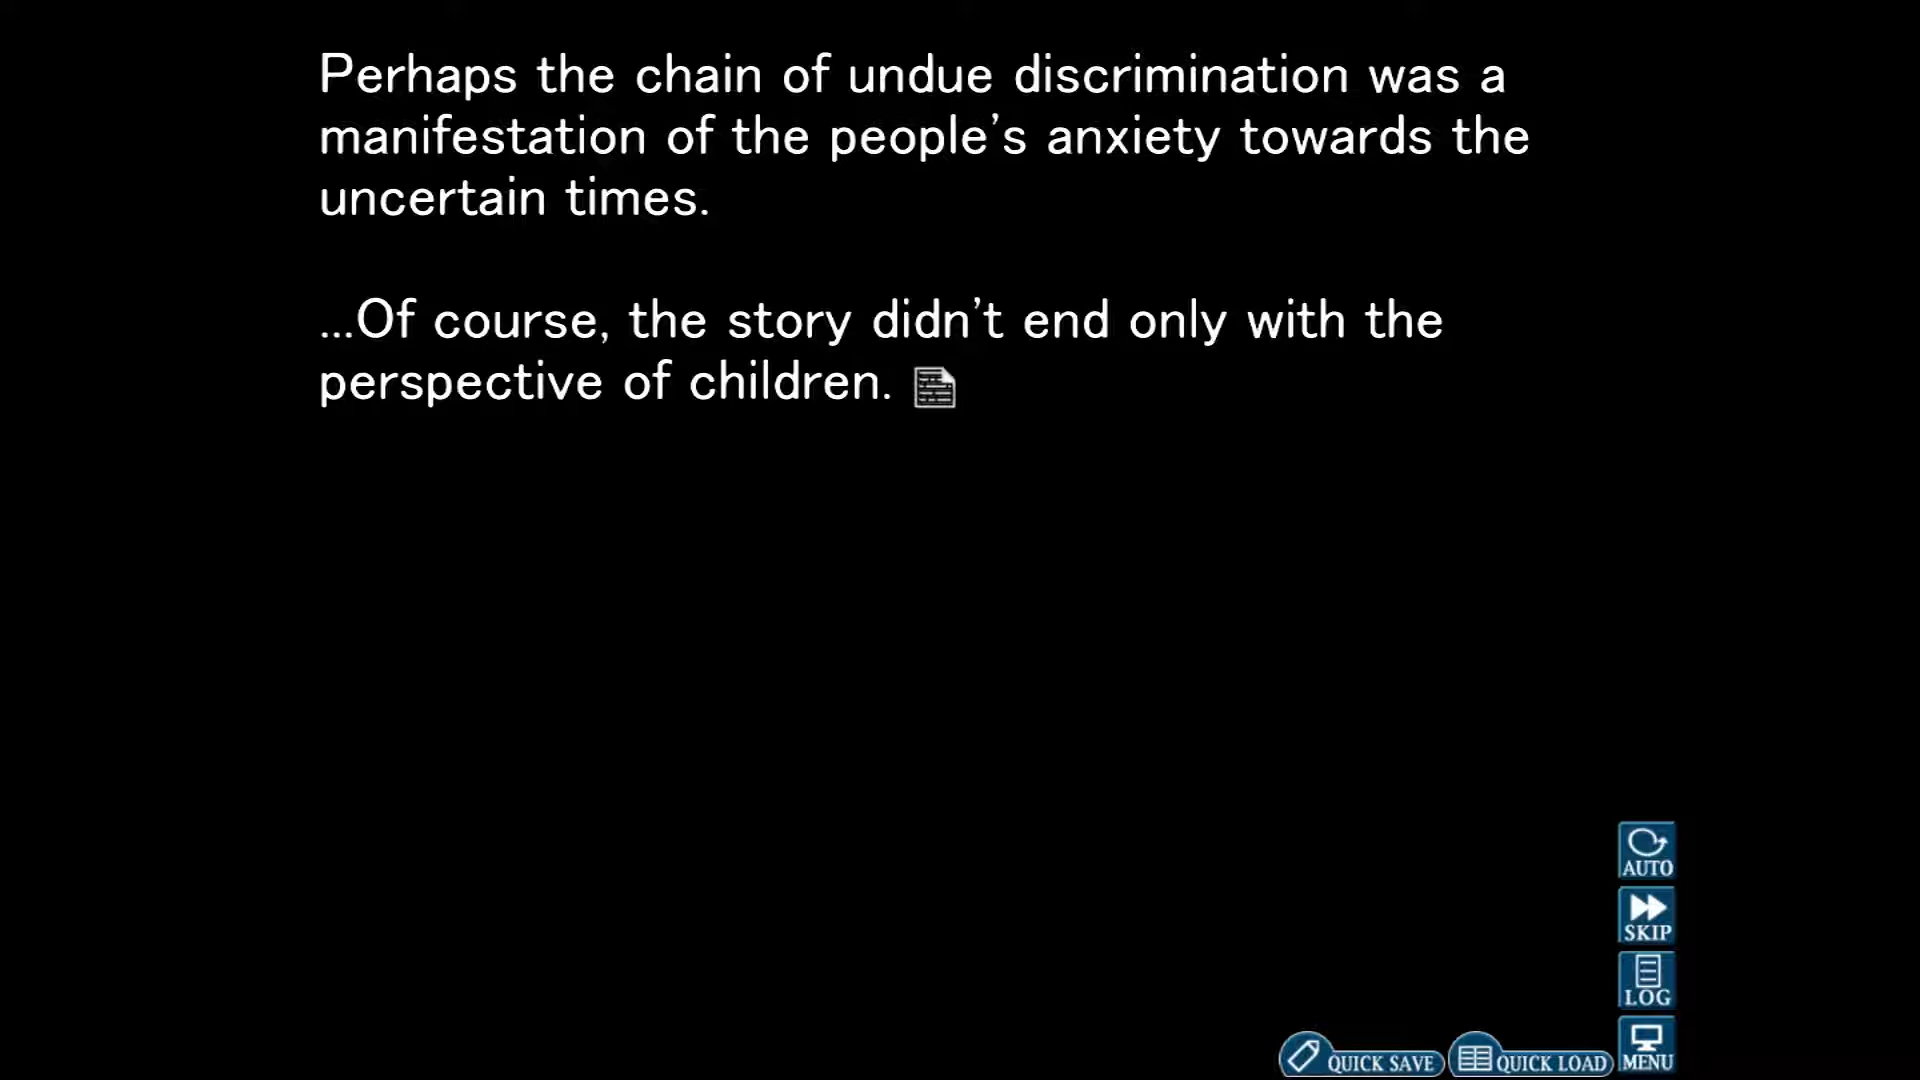 Perhaps the chain of undue discrimination was a
manifestation of the people's anxiety towards the
uncertain times.
...Of course, the story didn't end only with the
perspective of children.
AUTO
SKIP
LOG
MENU
QUICK SAVE
QUICK LOAD